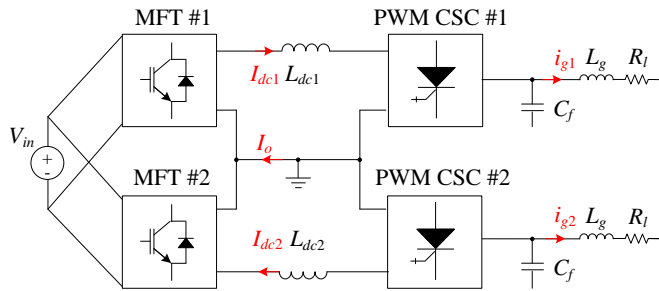 MFT #1
PWM CSC #1
I_dc1 L_dc1
i_g1 L_g R_l
C_f
V_in
+
-
I_o
MFT #2
PWM CSC #2
I_dc2 L_dc2
i_g2 L_g R_l
C_f